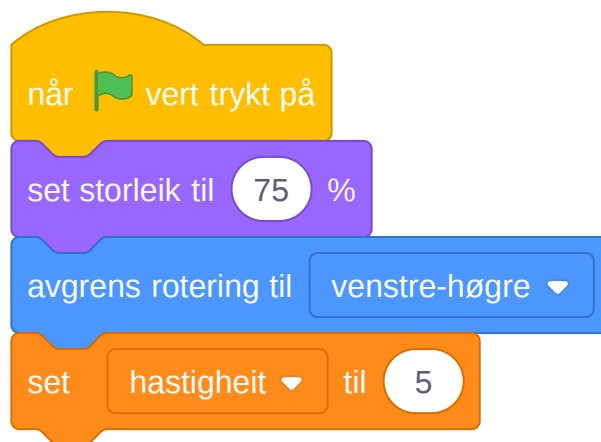 når vert trykt på
set storleik til 75 %
avgrens rotering til venstre-høgre
set hastigheit til 5